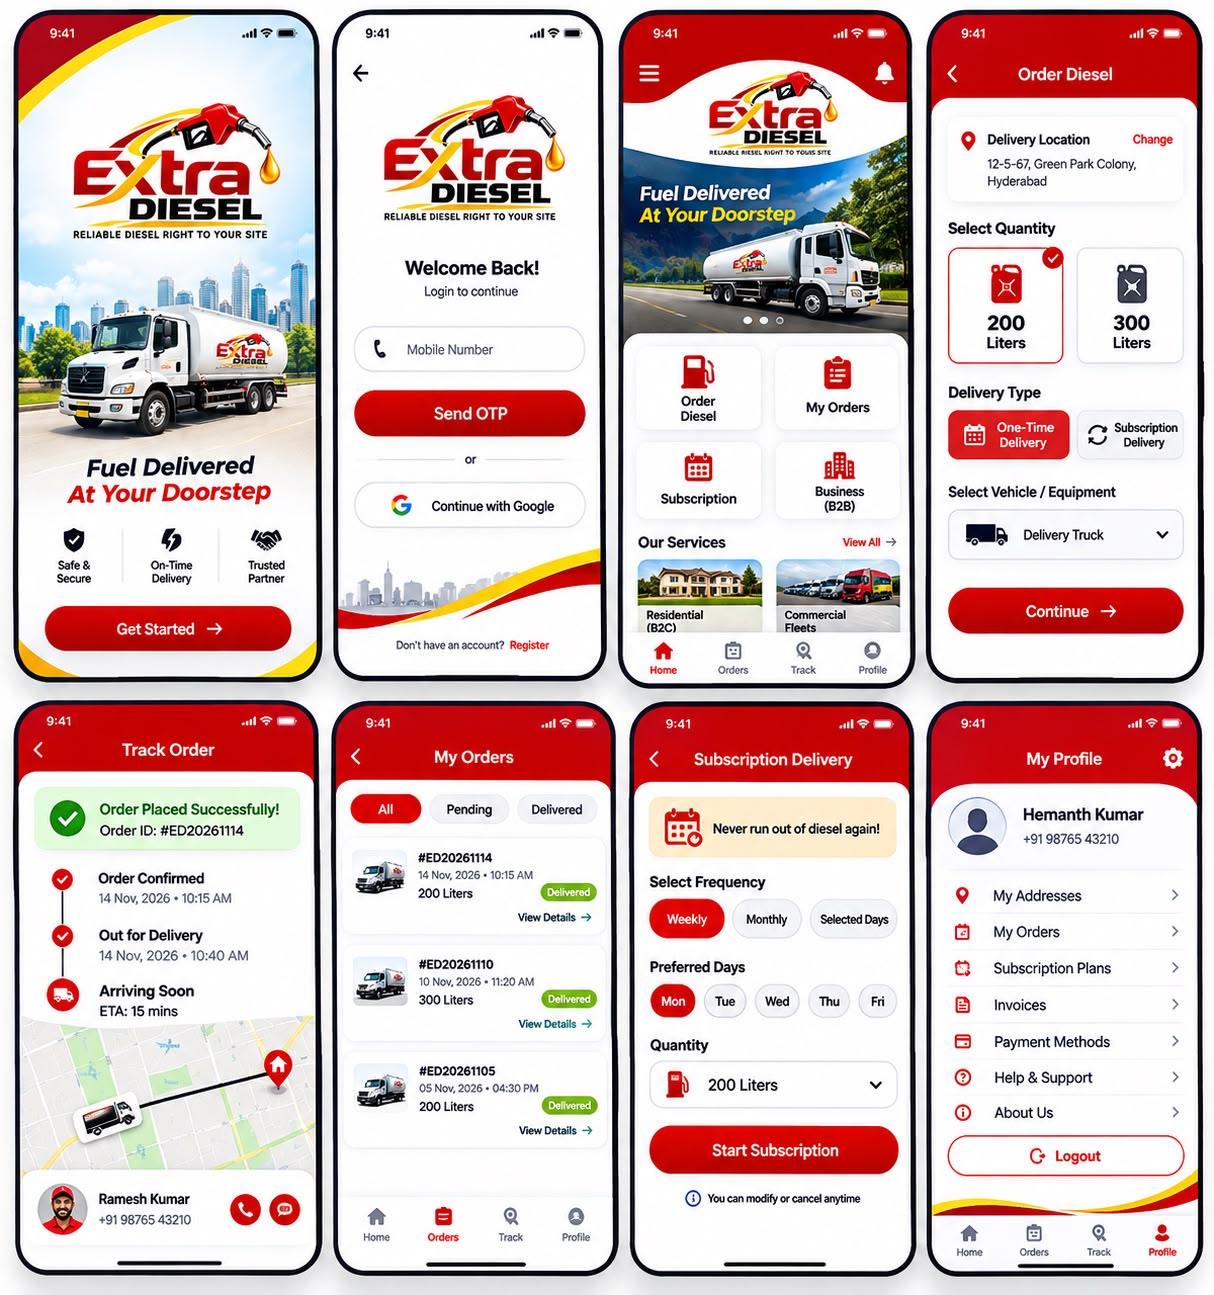 9:41
Extra
DIESEL
RELIABLE DIESEL RIGHT TO YOUR SITE
Extra
DIESEL
Fuel Delivered
At Your Doorstep
Safe &
Secure
On-Time
Delivery
Trusted
Partner
Get Started
9:41
Extra
DIESEL
RELIABLE DIESEL RIGHT TO YOUR SITE
Welcome Back!
Login to continue
Mobile Number
Send OTP
or
Continue with Google
Don't have an account? Register
9:41
Extra
DIESEL
RELIABLE DIESEL RIGHT TO YOUR SITE
Fuel Delivered
At Your Doorstep
Extra
Order
Diesel
My Orders
Subscription
Business
(B2B)
Our Services
View All
Residential
(B2C)
Commercial
Fleets
Home
Orders
Track
Profile
9:41
Order Diesel
Delivery Location
Change
12-5-67, Green Park Colony,
Hyderabad
Select Quantity
200
Liters
300
Liters
Delivery Type
One-Time
Delivery
Subscription
Delivery
Select Vehicle / Equipment
Delivery Truck
Continue
9:41
Track Order
Order Placed Successfully!
Order ID: #ED20261114
Order Confirmed
14 Nov, 2026 • 10:15 AM
Out for Delivery
14 Nov, 2026 • 10:40 AM
Arriving Soon
ETA: 15 mins
Ramesh Kumar
+91 98765 43210
9:41
My Orders
All
Pending
Delivered
#ED20261114
14 Nov, 2026 • 10:15 AM
200 Liters
Delivered
View Details
#ED20261110
10 Nov, 2026 • 11:20 AM
300 Liters
Delivered
View Details
#ED20261105
05 Nov, 2026 • 04:30 PM
200 Liters
Delivered
View Details
Home
Orders
Track
Profile
9:41
Subscription Delivery
Never run out of diesel again!
Select Frequency
Weekly
Monthly
Selected Days
Preferred Days
Mon
Tue
Wed
Thu
Fri
Quantity
200 Liters
Start Subscription
You can modify or cancel anytime
9:41
My Profile
Hemanth Kumar
+91 98765 43210
My Addresses
My Orders
Subscription Plans
Invoices
Payment Methods
Help & Support
About Us
Logout
Home
Orders
Track
Profile